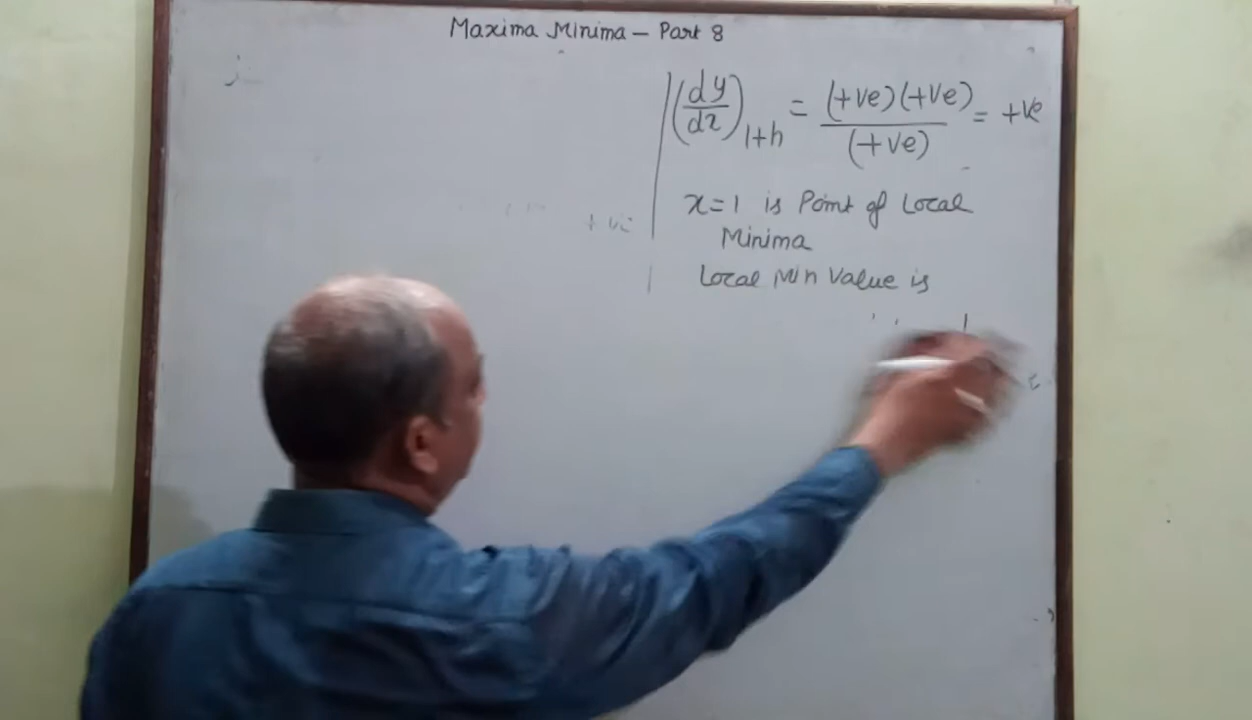 Maxima Minima – Part 8
(dy/dx)1+h = (+ve)(+ve)/(+ve) = +ve
x=1 is Point of Local
Minima
Local Min Value is
+ve